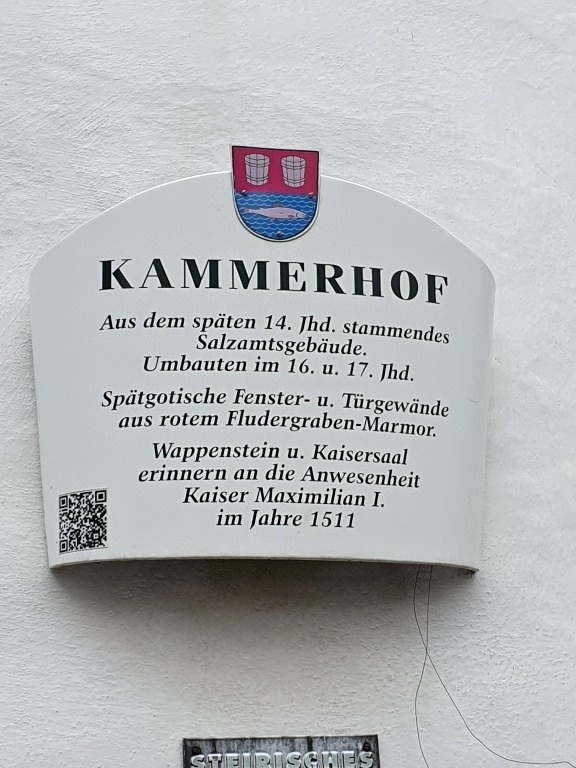 KAMMERHOF
Aus dem späten 14. Jhd. stammendes
Salzamtsgebäude.
Umbauten im 16. u. 17. Jhd.
Spätgotische Fenster- u. Türgewände
aus rotem Fludergraben-Marmor.
Wappenstein u. Kaisersaal
erinnern an die Anwesenheit
Kaiser Maximilian I.
im Jahre 1511
STEIRISCHES